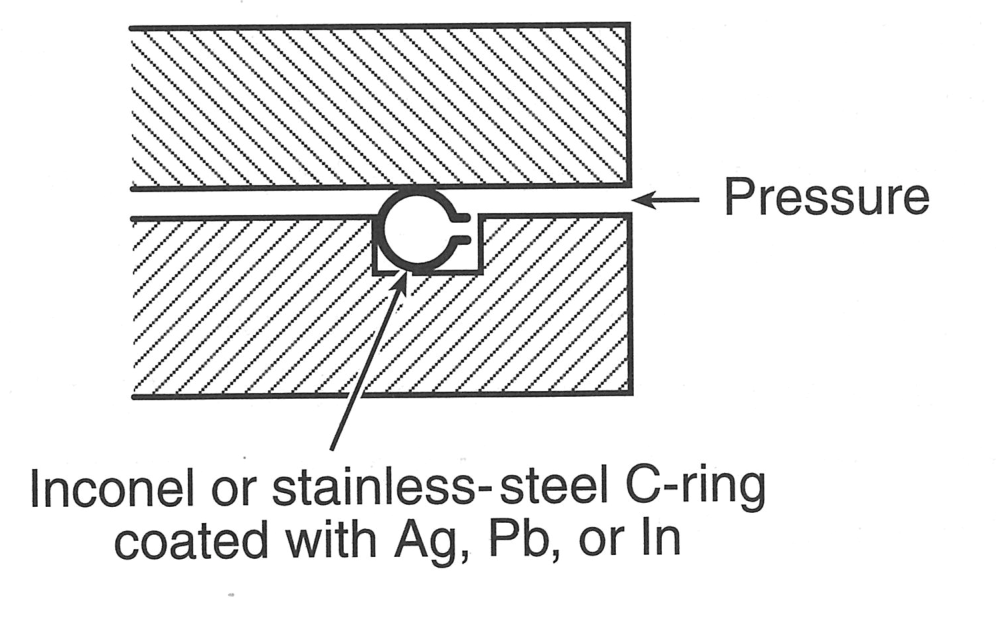 Pressure
Inconel or stainless-steel C-ring
coated with Ag, Pb, or In